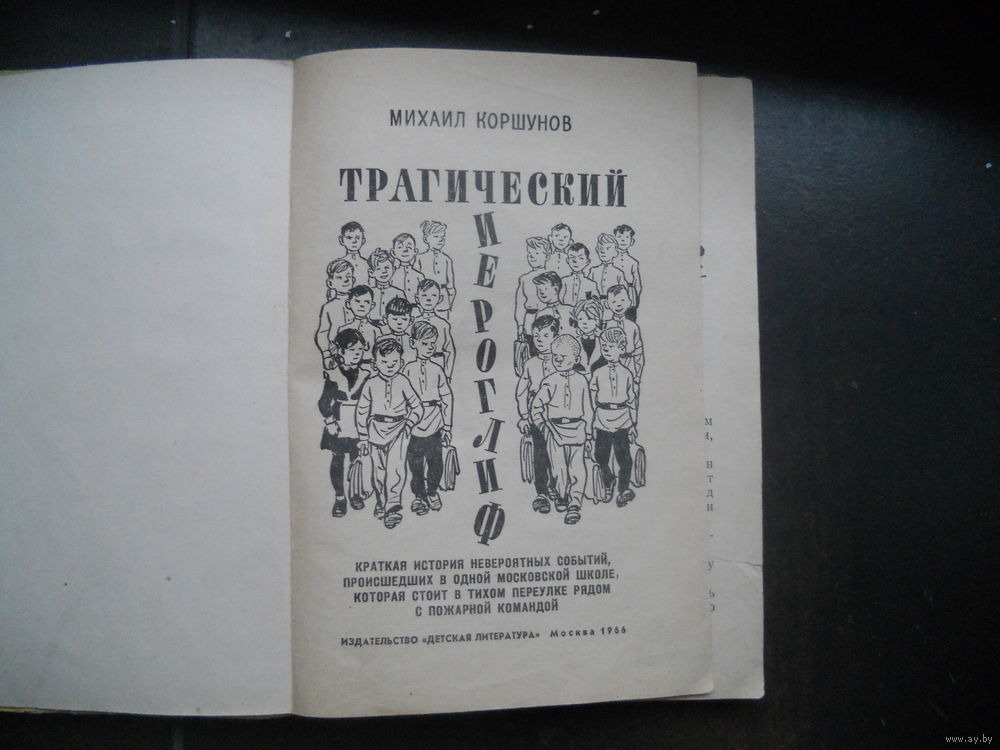 МИХАИЛ КОРШУНОВ
ТРАГИЧЕСКИЙ
ИЕРОГЛИФ
КРАТКАЯ ИСТОРИЯ НЕВЕРОЯТНЫХ СОБЫТИЙ,
ПРОИСШЕДШИХ В ОДНОЙ МОСКОВСКОЙ ШКОЛЕ,
КОТОРАЯ СТОИТ В ТИХОМ ПЕРЕУЛКЕ РЯДОМ
С ПОЖАРНОЙ КОМАНДОЙ
ИЗДАТЕЛЬСТВО «ДЕТСКАЯ ЛИТЕРАТУРА» Москва 1966
www.ay.by